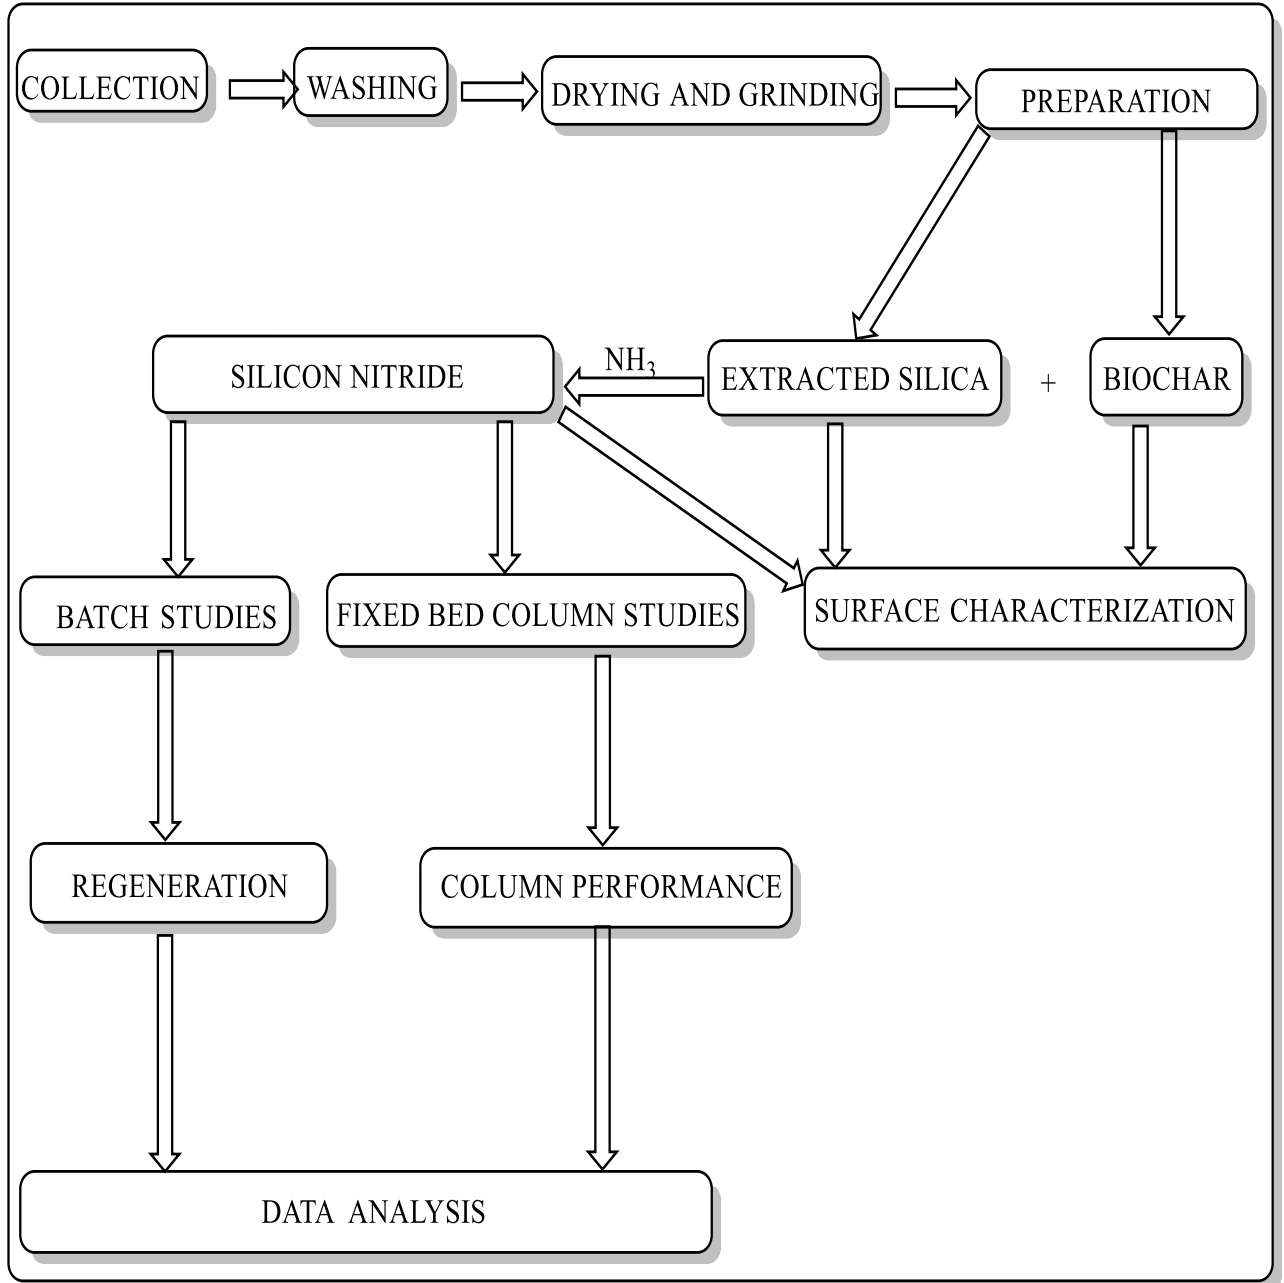 COLLECTION
WASHING
DRYING AND GRINDING
PREPARATION
SILICON NITRIDE
NH₃
EXTRACTED SILICA
+
BIOCHAR
BATCH STUDIES
FIXED BED COLUMN STUDIES
SURFACE CHARACTERIZATION
REGENERATION
COLUMN PERFORMANCE
DATA ANALYSIS